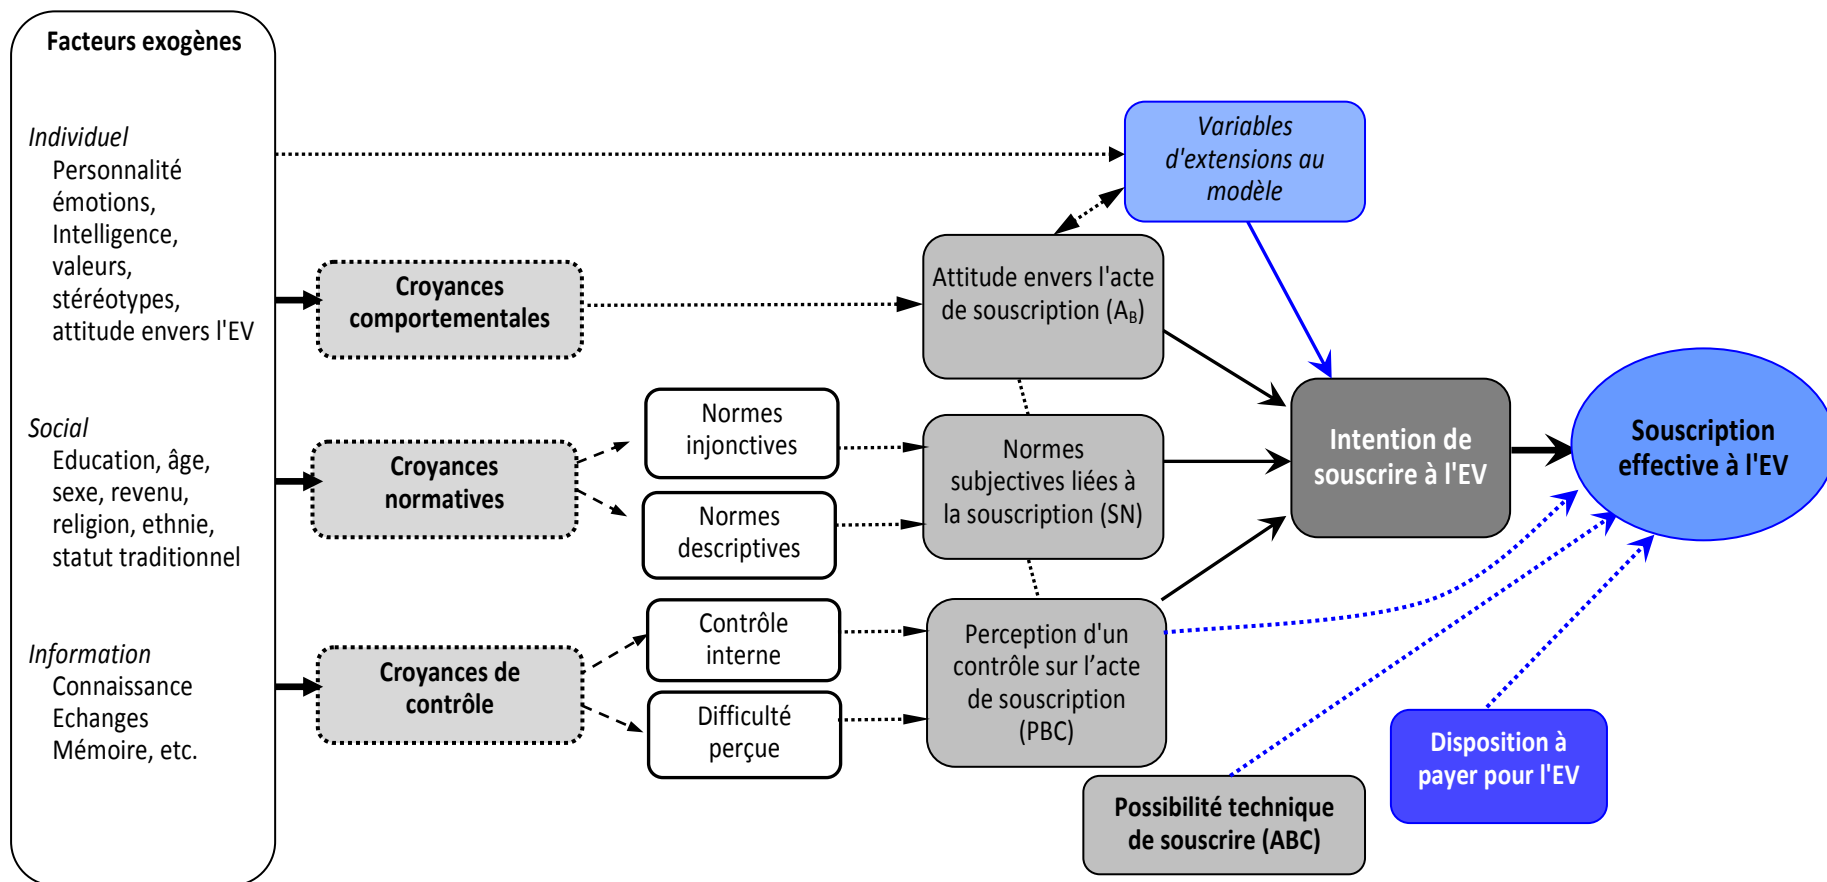 Facteurs exogènes
Individuel
Personnalité
émotions,
Intelligence,
valeurs,
stéréotypes,
attitude envers l'EV
Social
Education, âge,
sexe, revenu,
religion, ethnie,
statut traditionnel
Information
Connaissance
Echanges
Mémoire, etc.
Croyances
comportementales
Croyances
normatives
Croyances de
contrôle
Normes
injonctives
Normes
descriptives
Contrôle
interne
Difficulté
perçue
Variables
d'extensions au
modèle
Attitude envers l'acte
de souscription (AB)
Normes
subjectives liées à
la souscription (SN)
Perception d'un
contrôle sur l’acte
de souscription
(PBC)
Possibilité technique
de souscrire (ABC)
Intention de
souscrire à l'EV
Disposition à
payer pour l'EV
Souscription
effective à l'EV